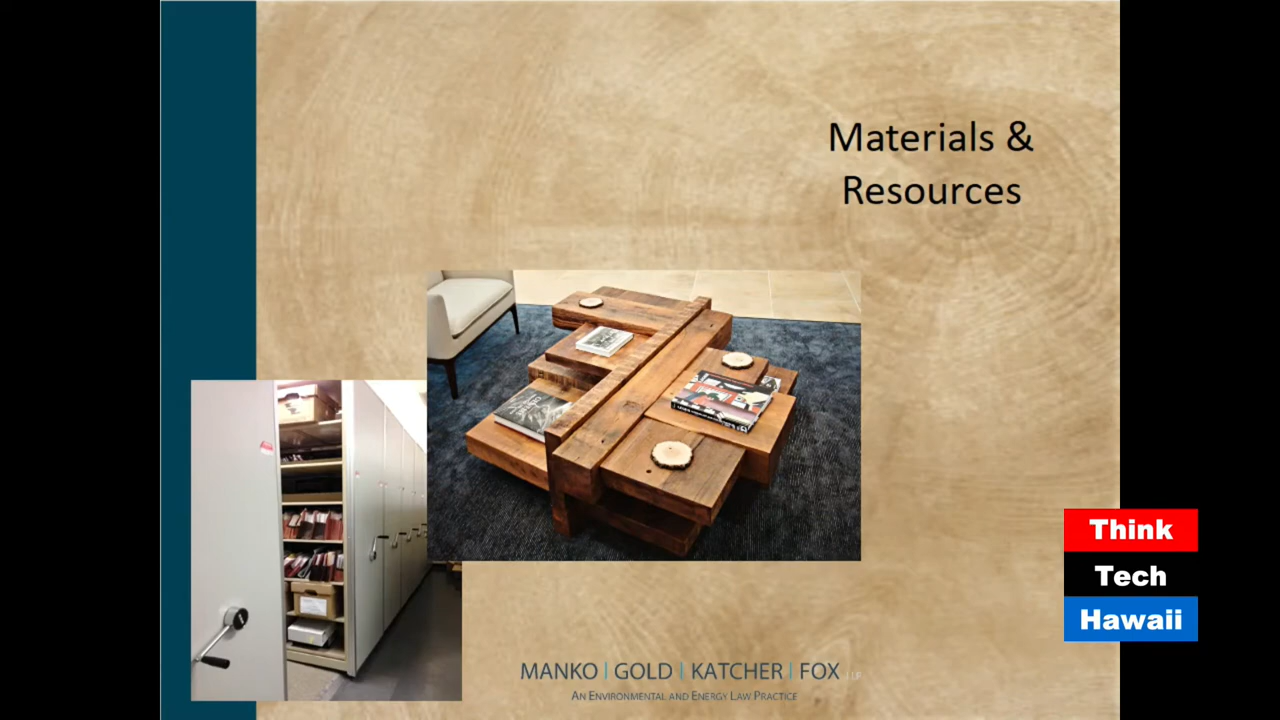 Materials &
Resources
Think
Tech
Hawaii
MANKO | GOLD | KATCHER | FOX LLP
AN ENVIRONMENTAL AND ENERGY LAW PRACTICE